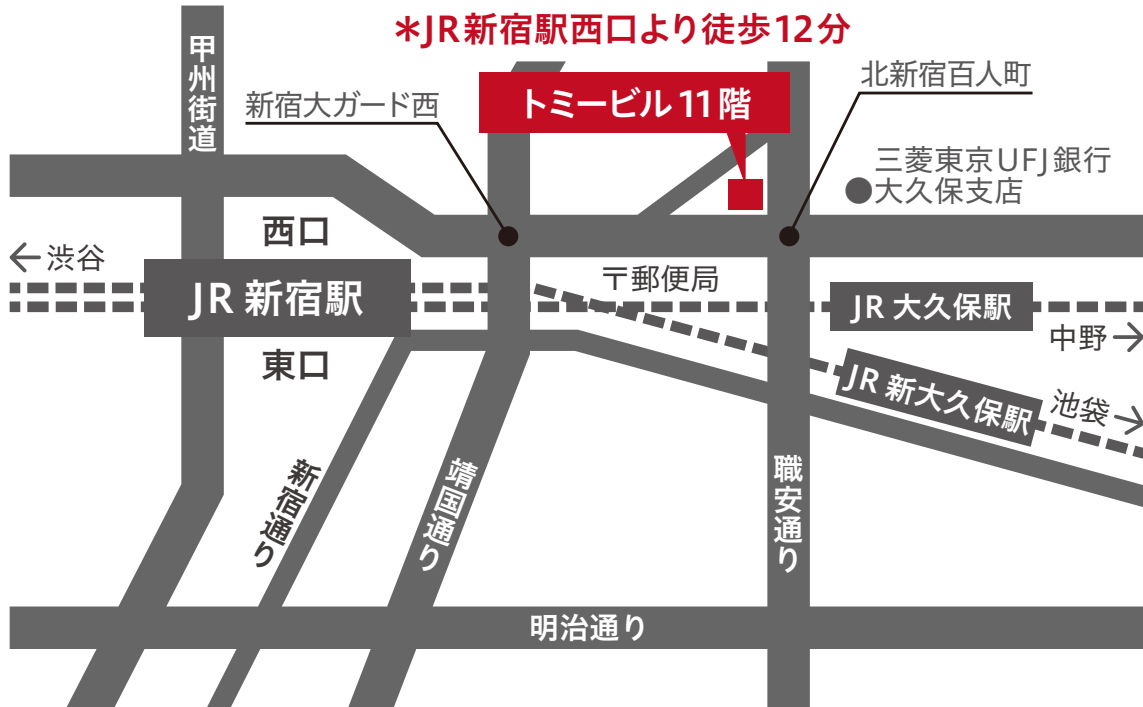 *JR新宿駅西口より徒歩12分
甲州街道
新宿大ガード西
トミービル 11階
北新宿百人町
三菱東京UFJ銀行
大久保支店
西口
←渋谷
JR 新宿駅
〒郵便局
JR 大久保駅
中野→
東口
JR 新大久保駅
池袋→
新宿通り
靖国通り
職安通り
明治通り